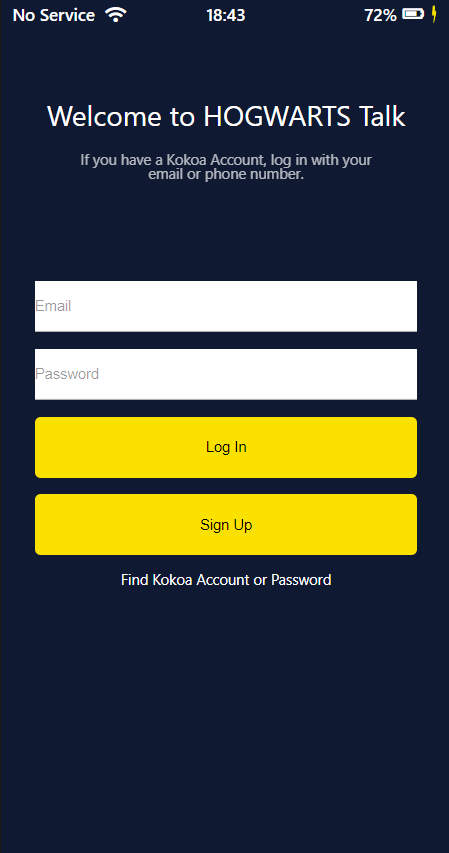 No Service 18:43 72%
Welcome to HOGWARTS Talk
If you have a Kokoa Account, log in with your
email or phone number.
Email
Password
Log In
Sign Up
Find Kokoa Account or Password